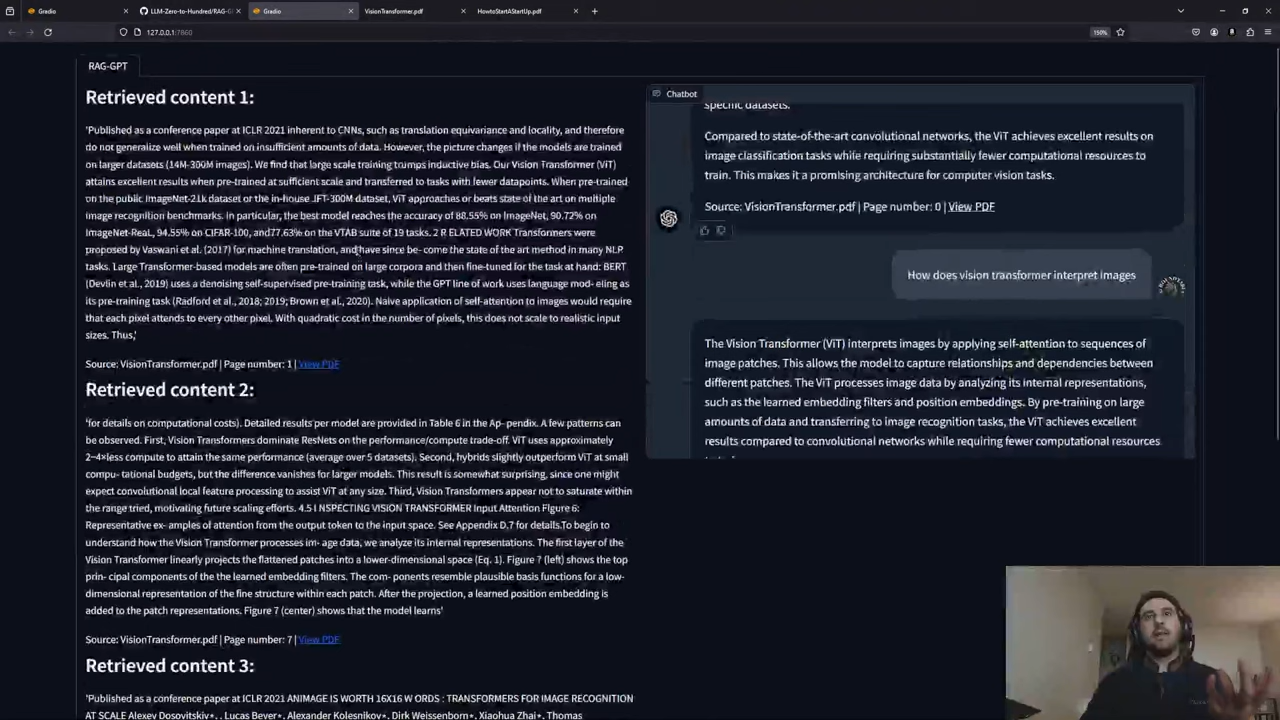 Gradio
LLM-Zero-to-Hundred/RAG-G
Gradio
VisionTransformer.pdf
HowtoStartAStartUp.pdf
127.0.0.1:7860
150%
RAG-GPT
Retrieved content 1:
'Published as a conference paper at ICLR 2021 inherent to CNNs, such as translation equivariance and locality, and therefore
do not generalize well when trained on insufficient amounts of data. However, the picture changes if the models are trained
on larger datasets (14M-300M images). We find that large scale training trumps inductive bias. Our Vision Transformer (ViT)
attains excellent results when pre-trained at sufficient scale and transferred to tasks with fewer datapoints. When pre-trained
on the public ImageNet-21k dataset or the in-house JFT-300M dataset, ViT approaches or beats state of the art on multiple
image recognition benchmarks. In particular, the best model reaches the accuracy of 88.55% on ImageNet, 90.72% on
ImageNet-ReaL, 94.55% on CIFAR-100, and77.63% on the VTAB suite of 19 tasks. 2 R ELATED WORK Transformers were
proposed by Vaswani et al. (2017) for machine translation, and have since be- come the state of the art method in many NLP
tasks. Large Transformer-based models are often pre-trained on large corpora and then fine-tuned for the task at hand: BERT
(Devlin et al., 2019) uses a denoising self-supervised pre-training task, while the GPT line of work uses language mod- eling as
its pre-training task (Radford et al., 2018; 2019; Brown et al., 2020). Naive application of self-attention to images would require
that each pixel attends to every other pixel. With quadratic cost in the number of pixels, this does not scale to realistic input
sizes. Thus,'
Source: VisionTransformer.pdf | Page number: 1 | View PDF
Retrieved content 2:
'for details on computational costs). Detailed results per model are provided in Table 6 in the Ap- pendix. A few patterns can
be observed. First, Vision Transformers dominate ResNets on the performance/compute trade-off. ViT uses approximately
2−4×less compute to attain the same performance (average over 5 datasets). Second, hybrids slightly outperform ViT at small
compu- tational budgets, but the difference vanishes for larger models. This result is somewhat surprising, since one might
expect convolutional local feature processing to assist ViT at any size. Third, Vision Transformers appear not to saturate within
the range tried, motivating future scaling efforts. 4.5 I NSPECTING VISION TRANSFORMER Input Attention Figure 6:
Representative ex- amples of attention from the output token to the input space. See Appendix D.7 for details.To begin to
understand how the Vision Transformer processes im- age data, we analyze its internal representations. The first layer of the
Vision Transformer linearly projects the flattened patches into a lower-dimensional space (Eq. 1). Figure 7 (left) shows the top
prin- cipal components of the the learned embedding filters. The com- ponents resemble plausible basis functions for a low-
dimensional representation of the fine structure within each patch. After the projection, a learned position embedding is
added to the patch representations. Figure 7 (center) shows that the model learns'
Source: VisionTransformer.pdf | Page number: 7 | View PDF
Retrieved content 3:
'Published as a conference paper at ICLR 2021 ANIMAGE IS WORTH 16X16 W ORDS : TRANSFORMERS FOR IMAGE RECOGNITION
AT SCALE Alexey Dosovitskiy∗,†, Lucas Beyer∗, Alexander Kolesnikov∗, Dirk Weissenborn∗, Xiaohua Zhai∗, Thomas
Chatbot
specific datasets.
Compared to state-of-the-art convolutional networks, the ViT achieves excellent results on
image classification tasks while requiring substantially fewer computational resources to
train. This makes it a promising architecture for computer vision tasks.
Source: VisionTransformer.pdf | Page number: 0 | View PDF
How does vision transformer interpret images
The Vision Transformer (ViT) interprets images by applying self-attention to sequences of
image patches. This allows the model to capture relationships and dependencies between
different patches. The ViT processes image data by analyzing its internal representations,
such as the learned embedding filters and position embeddings. By pre-training on large
amounts of data and transferring to image recognition tasks, the ViT achieves excellent
results compared to convolutional networks while requiring fewer computational resources